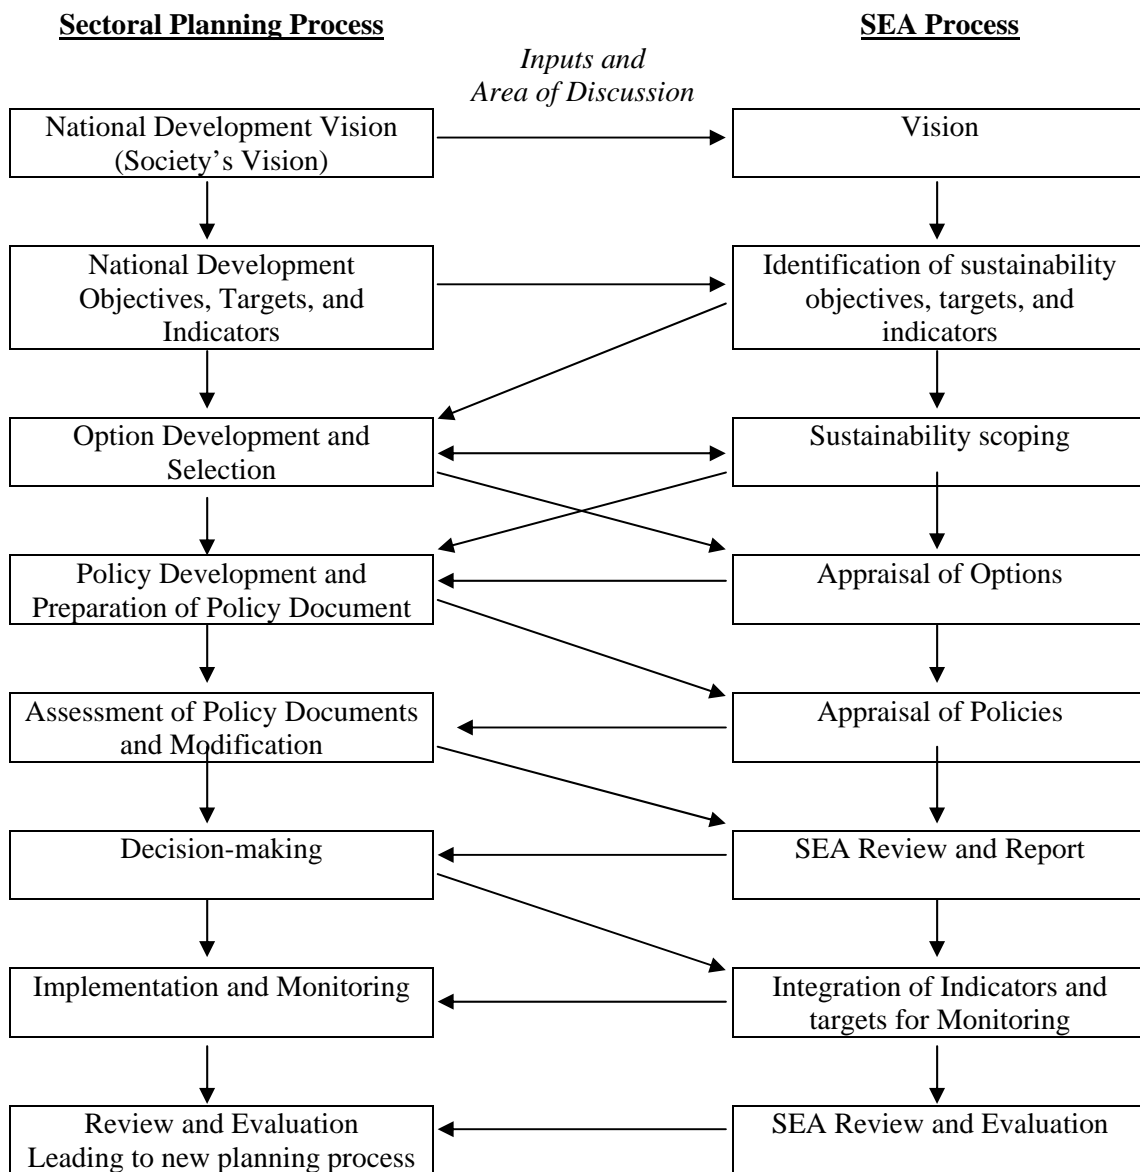 Sectoral Planning Process
SEA Process
Inputs and
Area of Discussion
National Development Vision
(Society’s Vision)
Vision
National Development
Objectives, Targets, and
Indicators
Identification of sustainability
objectives, targets, and
indicators
Option Development and
Selection
Sustainability scoping
Policy Development and
Preparation of Policy Document
Appraisal of Options
Assessment of Policy Documents
and Modification
Appraisal of Policies
Decision-making
SEA Review and Report
Implementation and Monitoring
Integration of Indicators and
targets for Monitoring
Review and Evaluation
Leading to new planning process
SEA Review and Evaluation